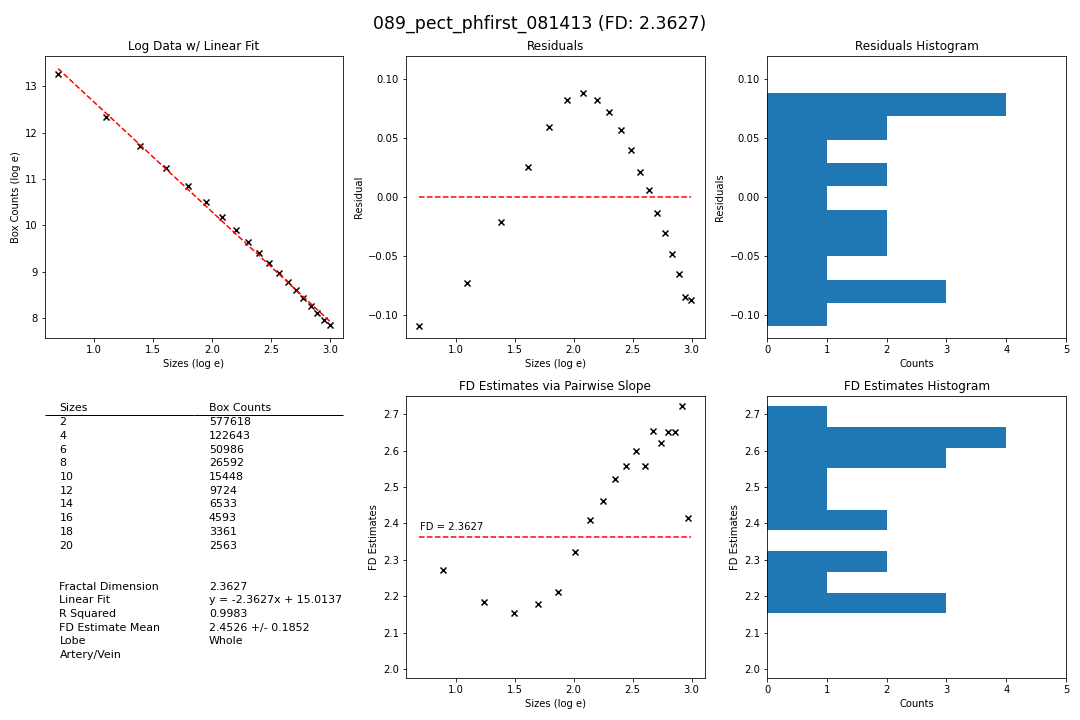 089_pect_phfirst_081413 (FD: 2.3627)
Log Data w/ Linear Fit
Box Counts (log e)
13
12
11
10
9
8
1.0 1.5 2.0 2.5 3.0
Sizes (log e)
Residuals
Residual
0.10
0.05
0.00
−0.05
−0.10
1.0 1.5 2.0 2.5 3.0
Sizes (log e)
Residuals Histogram
Residuals
0.10
0.05
0.00
−0.05
−0.10
0 1 2 3 4 5
Counts
Sizes Box Counts
2 577618
4 122643
6 50986
8 26592
10 15448
12 9724
14 6533
16 4593
18 3361
20 2563
Fractal Dimension 2.3627
Linear Fit y = -2.3627x + 15.0137
R Squared 0.9983
FD Estimate Mean 2.4526 +/- 0.1852
Lobe Whole
Artery/Vein
FD Estimates via Pairwise Slope
FD Estimates
2.7
2.6
2.5
2.4
2.3
2.2
2.1
2.0
FD = 2.3627
1.0 1.5 2.0 2.5 3.0
Sizes (log e)
FD Estimates Histogram
FD Estimates
2.7
2.6
2.5
2.4
2.3
2.2
2.1
2.0
0 1 2 3 4 5
Counts